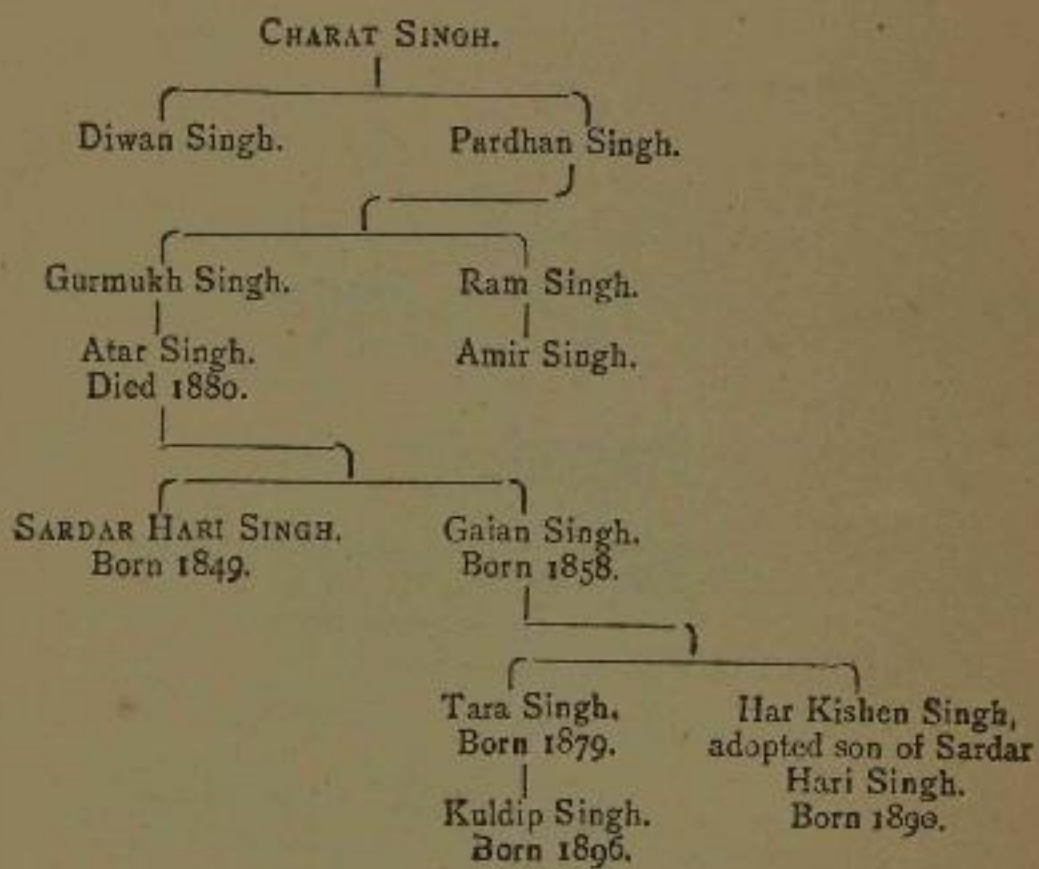 CHARAT SINGH.
Diwan Singh. Pardhan Singh.
Gurmukh Singh. Ram Singh.
Atar Singh. Amir Singh.
Died 1880.
SARDAR HARI SINGH. Gaian Singh.
Born 1849. Born 1858.
Tara Singh. Har Kishen Singh,
Born 1879. adopted son of Sardar
Hari Singh.
Kuldip Singh. Born 1890.
Born 1896.